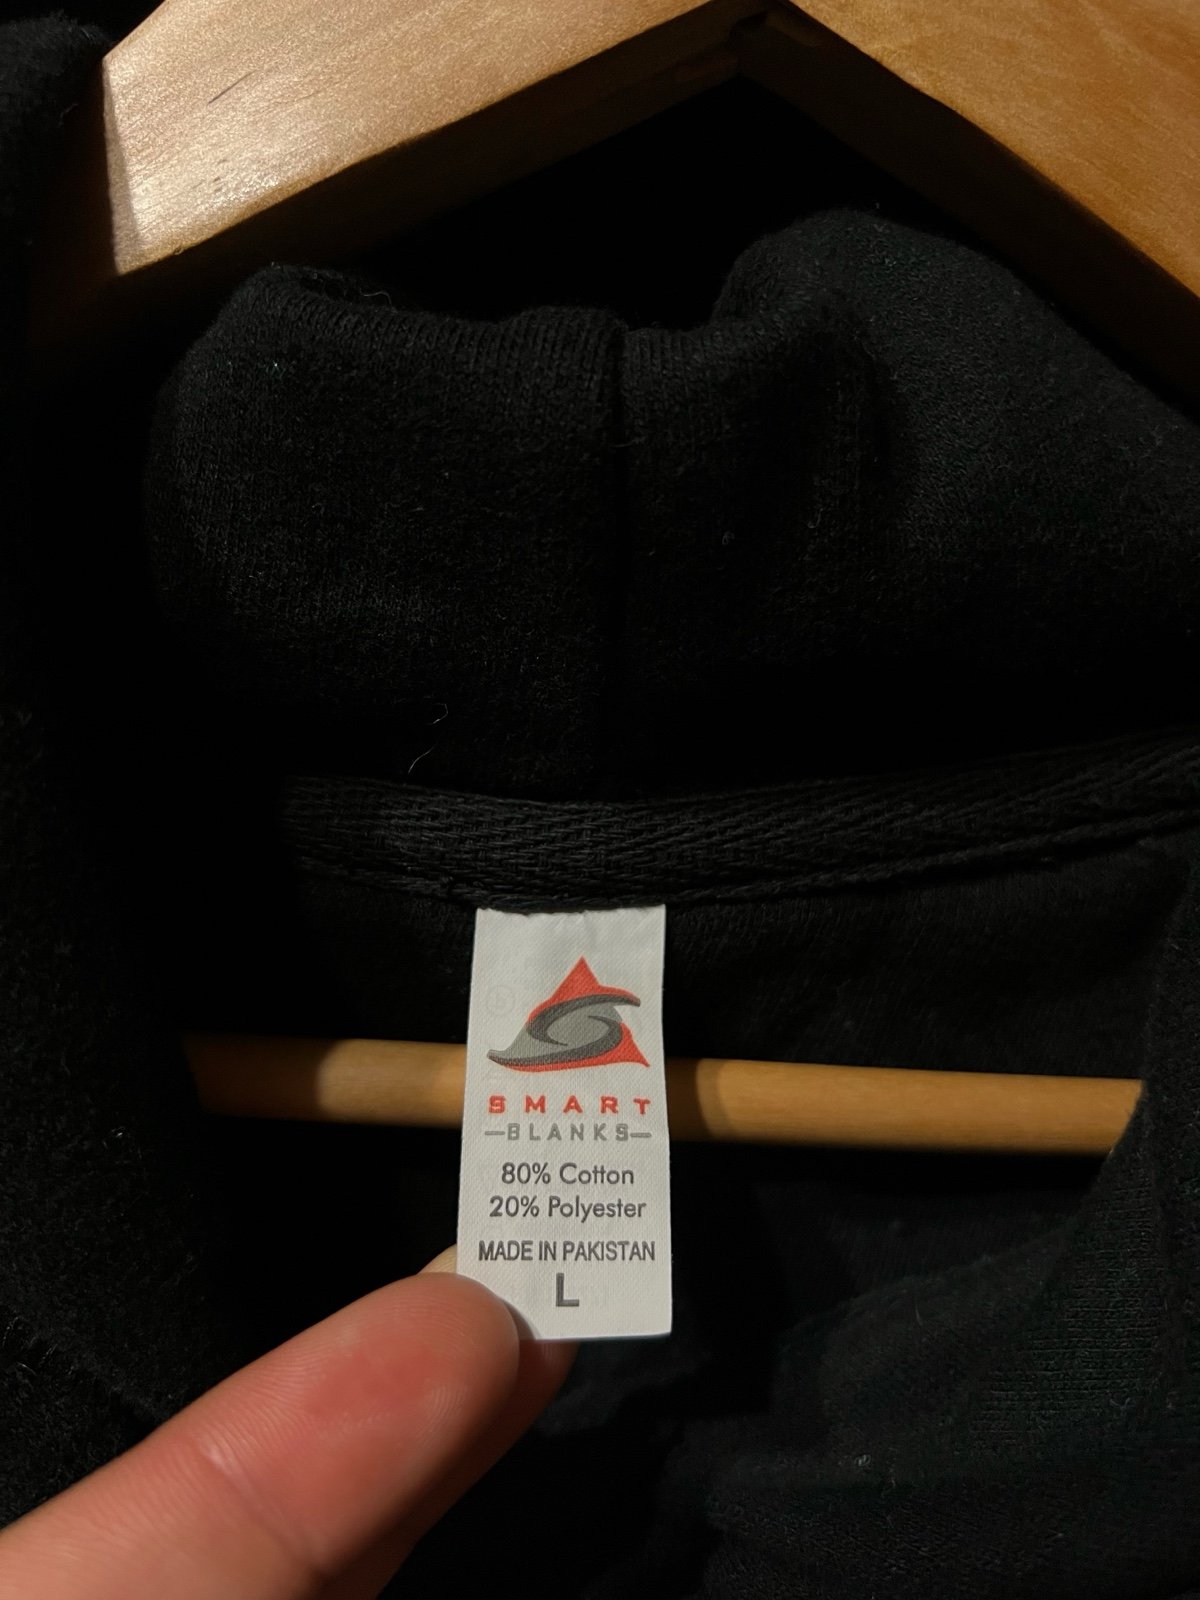 SMART
—BLANKS—
80% Cotton
20% Polyester
MADE IN PAKISTAN
L